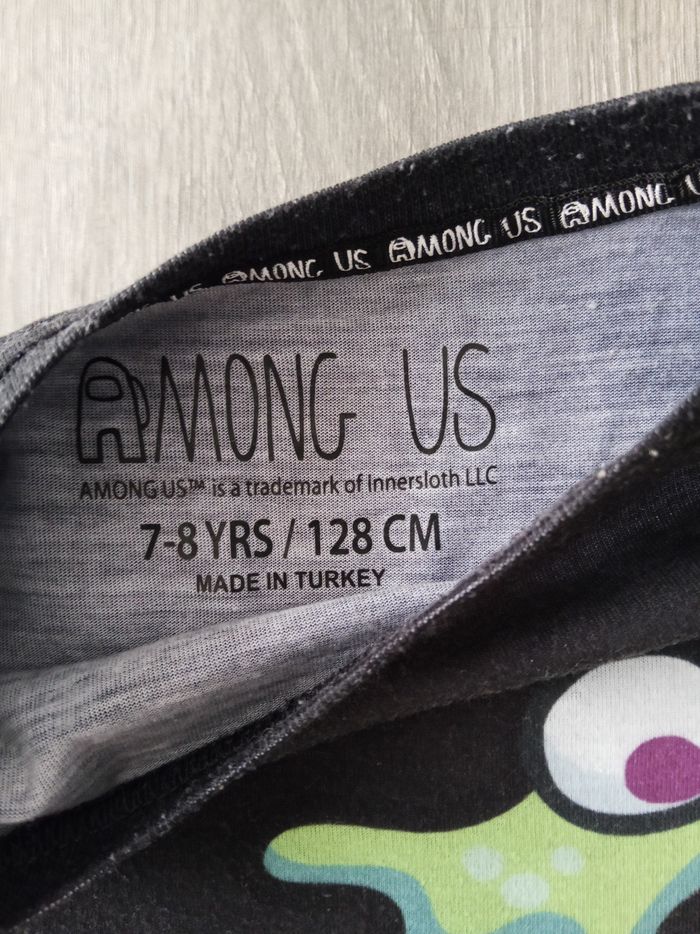 AMONG US AMONG US AMONG
AMONG US
AMONG US™ is a trademark of Innersloth LLC
7-8 YRS / 128 CM
MADE IN TURKEY